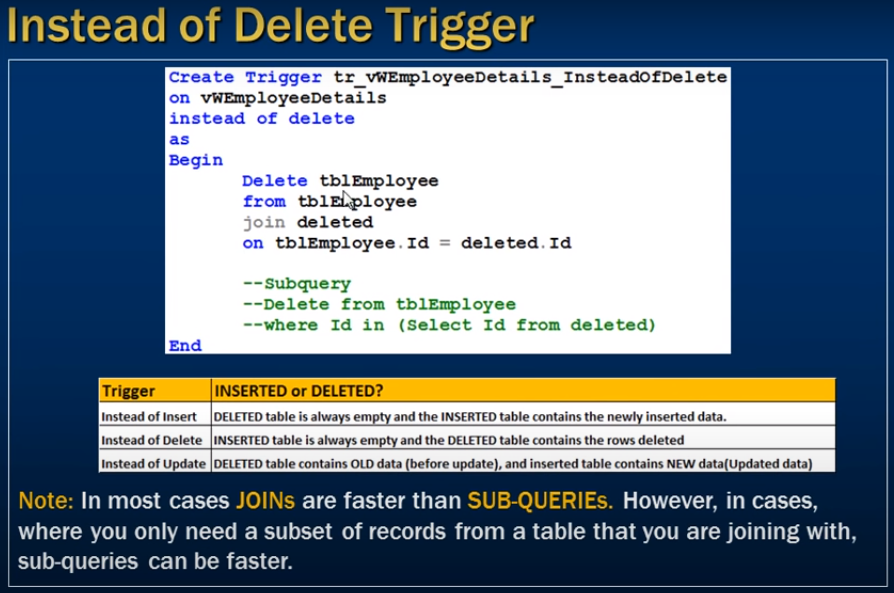 Instead of Delete Trigger
Create Trigger tr_vWEmployeeDetails_InsteadOfDelete
on vWEmployeeDetails
instead of delete
as
Begin
Delete tblEmployee
from tblEmployee
join deleted
on tblEmployee.Id = deleted.Id
--Subquery
--Delete from tblEmployee
--where Id in (Select Id from deleted)
End
Trigger INSERTED or DELETED?
Instead of Insert DELETED table is always empty and the INSERTED table contains the newly inserted data.
Instead of Delete INSERTED table is always empty and the DELETED table contains the rows deleted
Instead of Update DELETED table contains OLD data (before update), and inserted table contains NEW data(Updated data)
Note: In most cases JOINs are faster than SUB-QUERIEs. However, in cases,
where you only need a subset of records from a table that you are joining with,
sub-queries can be faster.